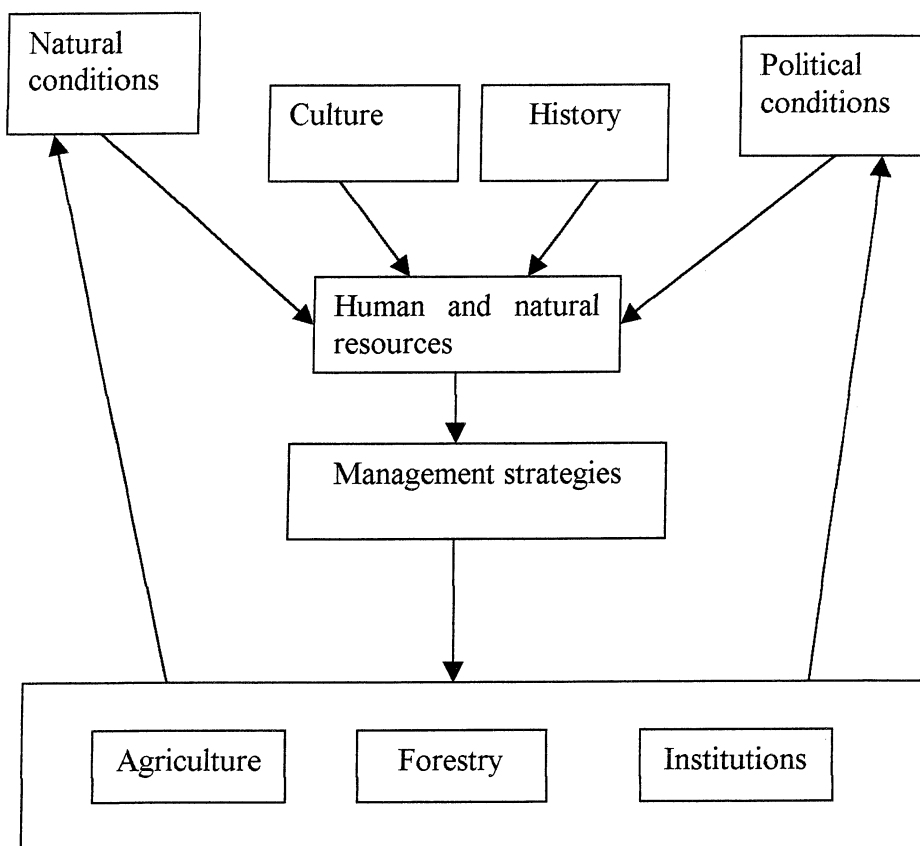 Natural
conditions
Culture
History
Political
conditions
Human and natural
resources
Management strategies
Agriculture
Forestry
Institutions